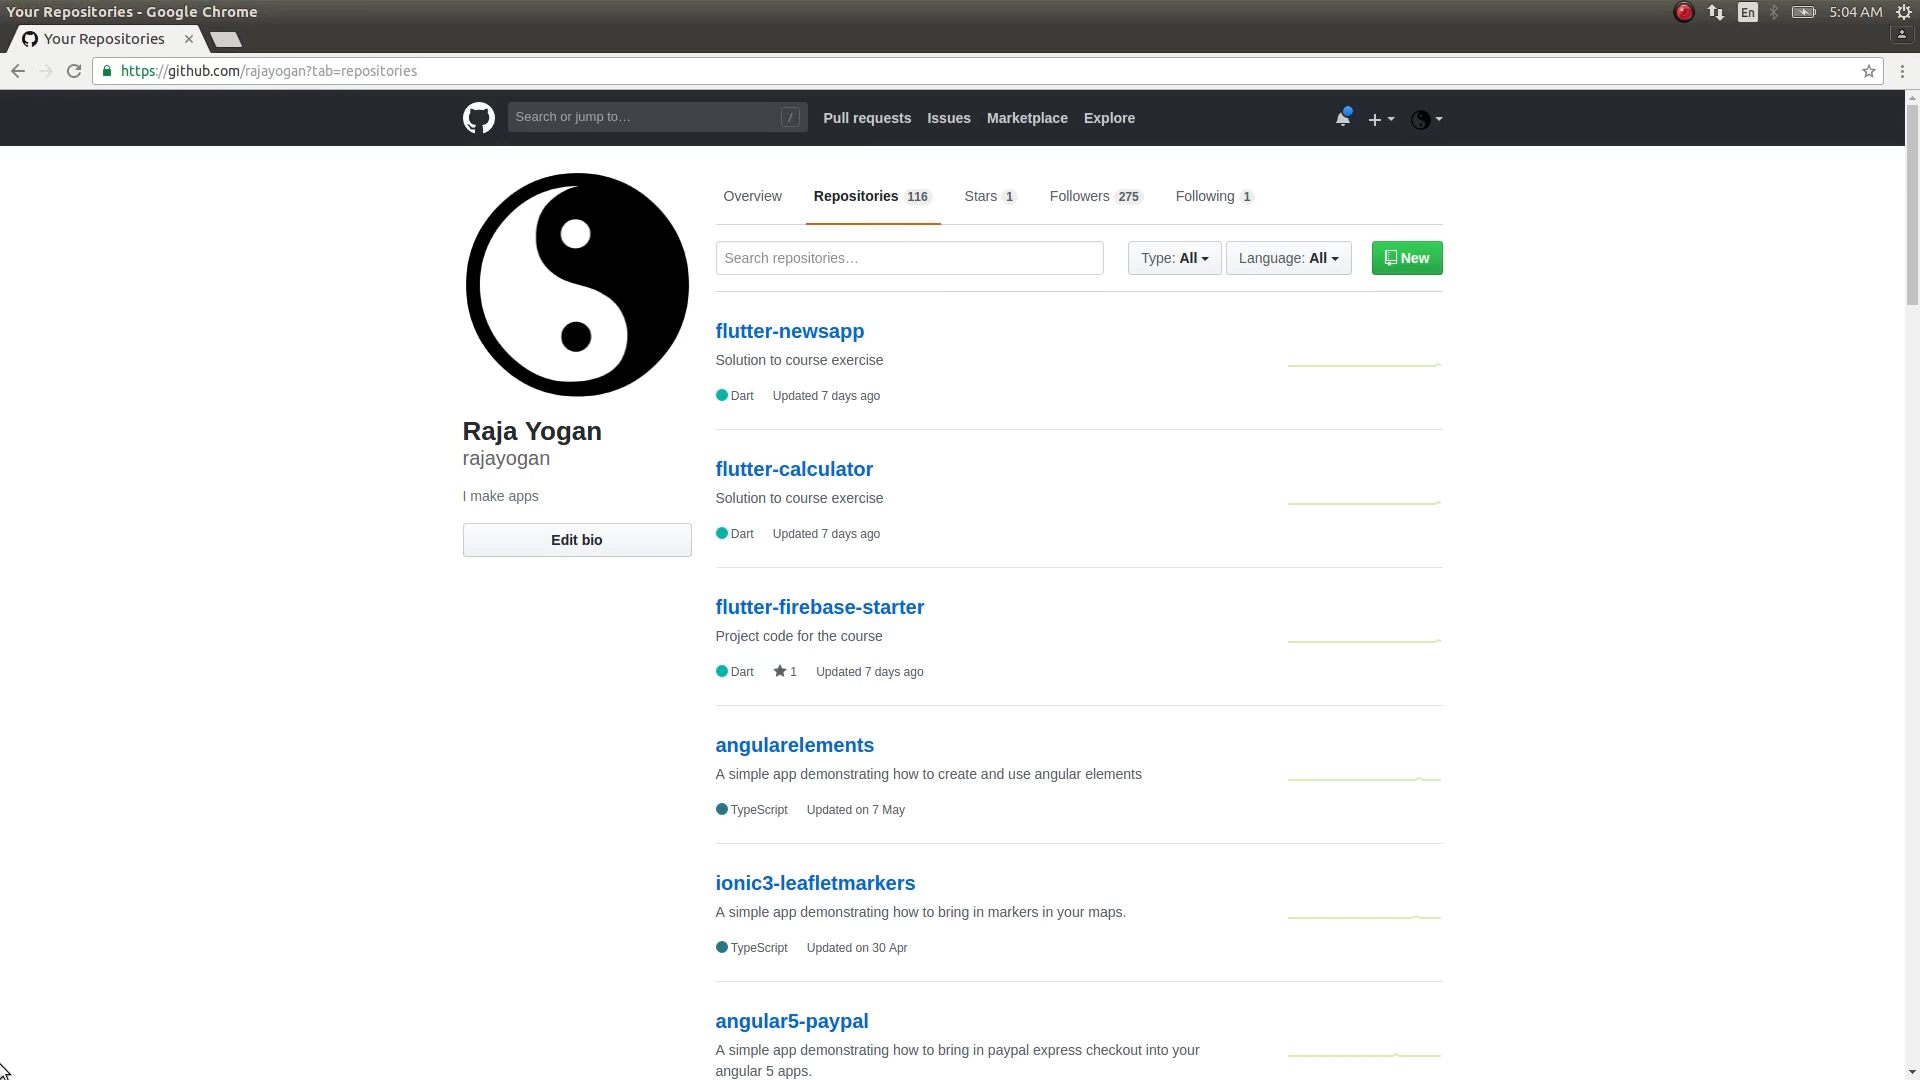 Your Repositories - Google Chrome
En
5:04 AM
Your Repositories
https://github.com/rajayogan?tab=repositories
Search or jump to…
/
Pull requests
Issues
Marketplace
Explore
Overview
Repositories 116
Stars 1
Followers 275
Following 1
Search repositories…
Type: All
Language: All
New
Raja Yogan
rajayogan
I make apps
Edit bio
flutter-newsapp
Solution to course exercise
Dart Updated 7 days ago
flutter-calculator
Solution to course exercise
Dart Updated 7 days ago
flutter-firebase-starter
Project code for the course
Dart 1 Updated 7 days ago
angularelements
A simple app demonstrating how to create and use angular elements
TypeScript Updated on 7 May
ionic3-leafletmarkers
A simple app demonstrating how to bring in markers in your maps.
TypeScript Updated on 30 Apr
angular5-paypal
A simple app demonstrating how to bring in paypal express checkout into your
angular 5 apps.